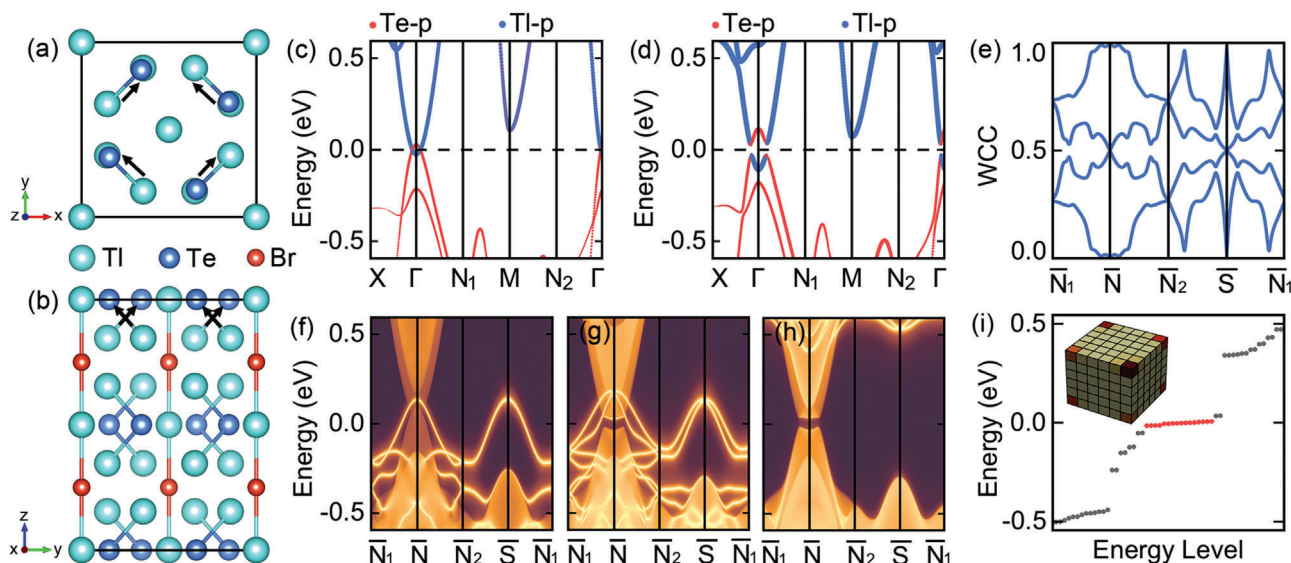 (a)
y
z
x
Tl
Te
Br
(b)
z
x
y
(c)
Te-p
Tl-p
Energy (eV)
0.5
0.0
-0.5
X
Γ
N1
M
N2
Γ
(d)
Te-p
Tl-p
Energy (eV)
0.5
0.0
-0.5
X
Γ
N1
M
N2
Γ
(e)
WCC
1.0
0.5
0.0
N̅1
N̅
N̅2
S̅
N̅1
(f)
Energy (eV)
0.5
0.0
-0.5
N̅1
N̅
N̅2
S̅
N̅1
(g)
N̅1
N̅
N̅2
S̅
N̅1
(h)
N̅1
N̅
N̅2
S̅
N̅1
(i)
Energy (eV)
0.5
0.0
-0.5
Energy Level